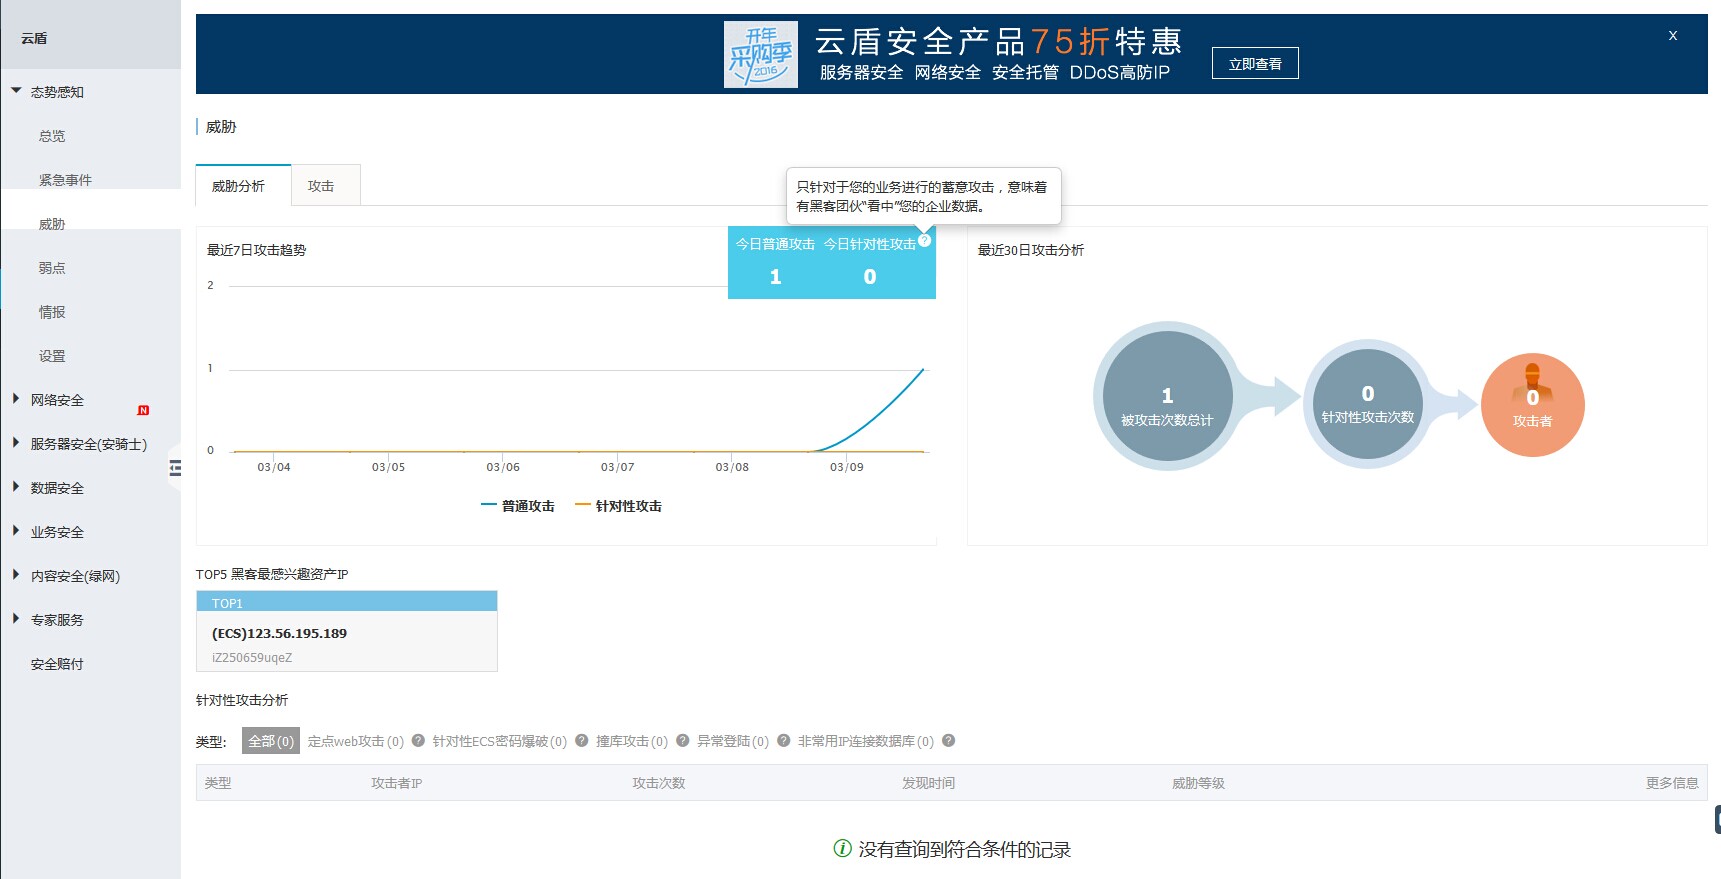 云盾
态势感知
总览
紧急事件
威胁
弱点
情报
设置
网络安全
N
服务器安全(安骑士)
数据安全
业务安全
内容安全(绿网)
专家服务
安全赔付
开年
采购季
2016
云盾安全产品75折特惠
服务器安全 网络安全 安全托管 DDoS高防IP
立即查看
X
威胁
威胁分析 攻击
只针对于您的业务进行的蓄意攻击，意味着
有黑客团伙“看中”您的企业数据。
最近7日攻击趋势
今日普通攻击 今日针对性攻击 ?
1 0
2
1
0
03/04 03/05 03/06 03/07 03/08 03/09
普通攻击 针对性攻击
最近30日攻击分析
1
被攻击次数总计
0
针对性攻击次数
0
攻击者
TOP5 黑客最感兴趣资产IP
TOP1
(ECS)123.56.195.189
iZ250659uqeZ
针对性攻击分析
类型: 全部(0) 定点web攻击(0) ? 针对性ECS密码爆破(0) ? 撞库攻击(0) ? 异常登陆(0) ? 非常用IP连接数据库(0) ?
类型 攻击者IP 攻击次数 发现时间 威胁等级 更多信息
没有查询到符合条件的记录